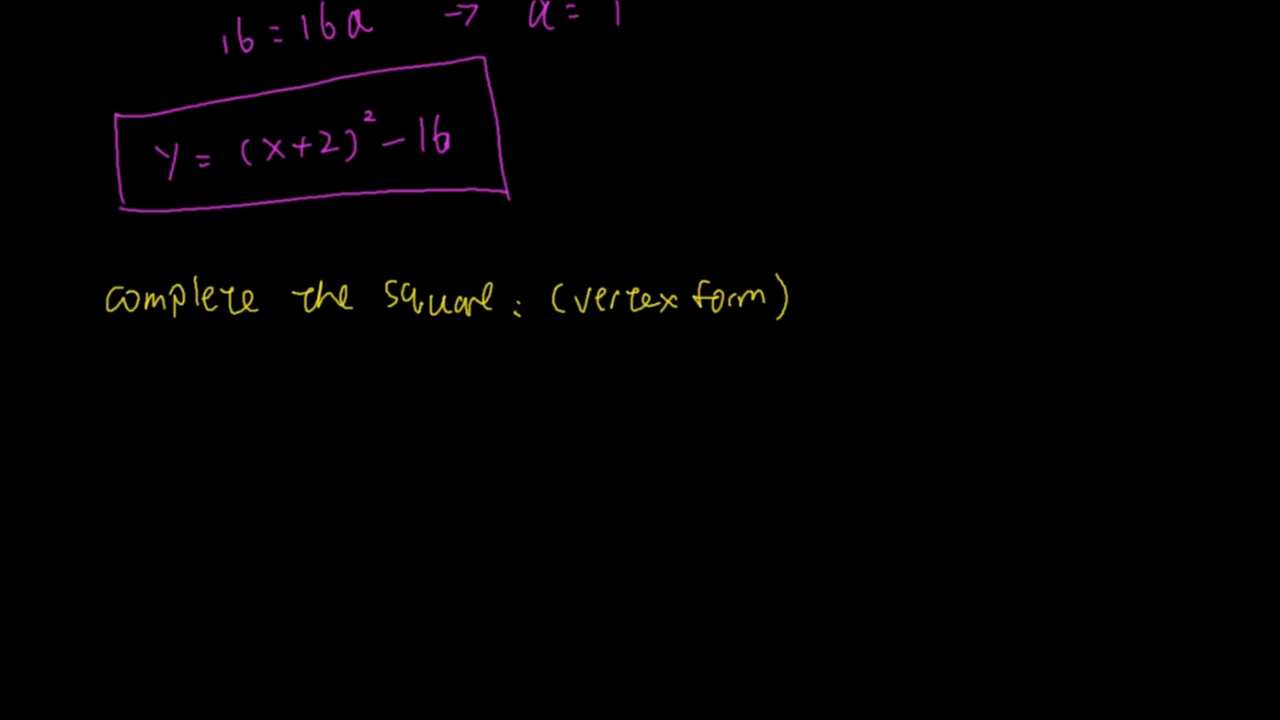 16 = 16a → a = 1
y = (x+2)² - 16
complete the square : (vertex form)